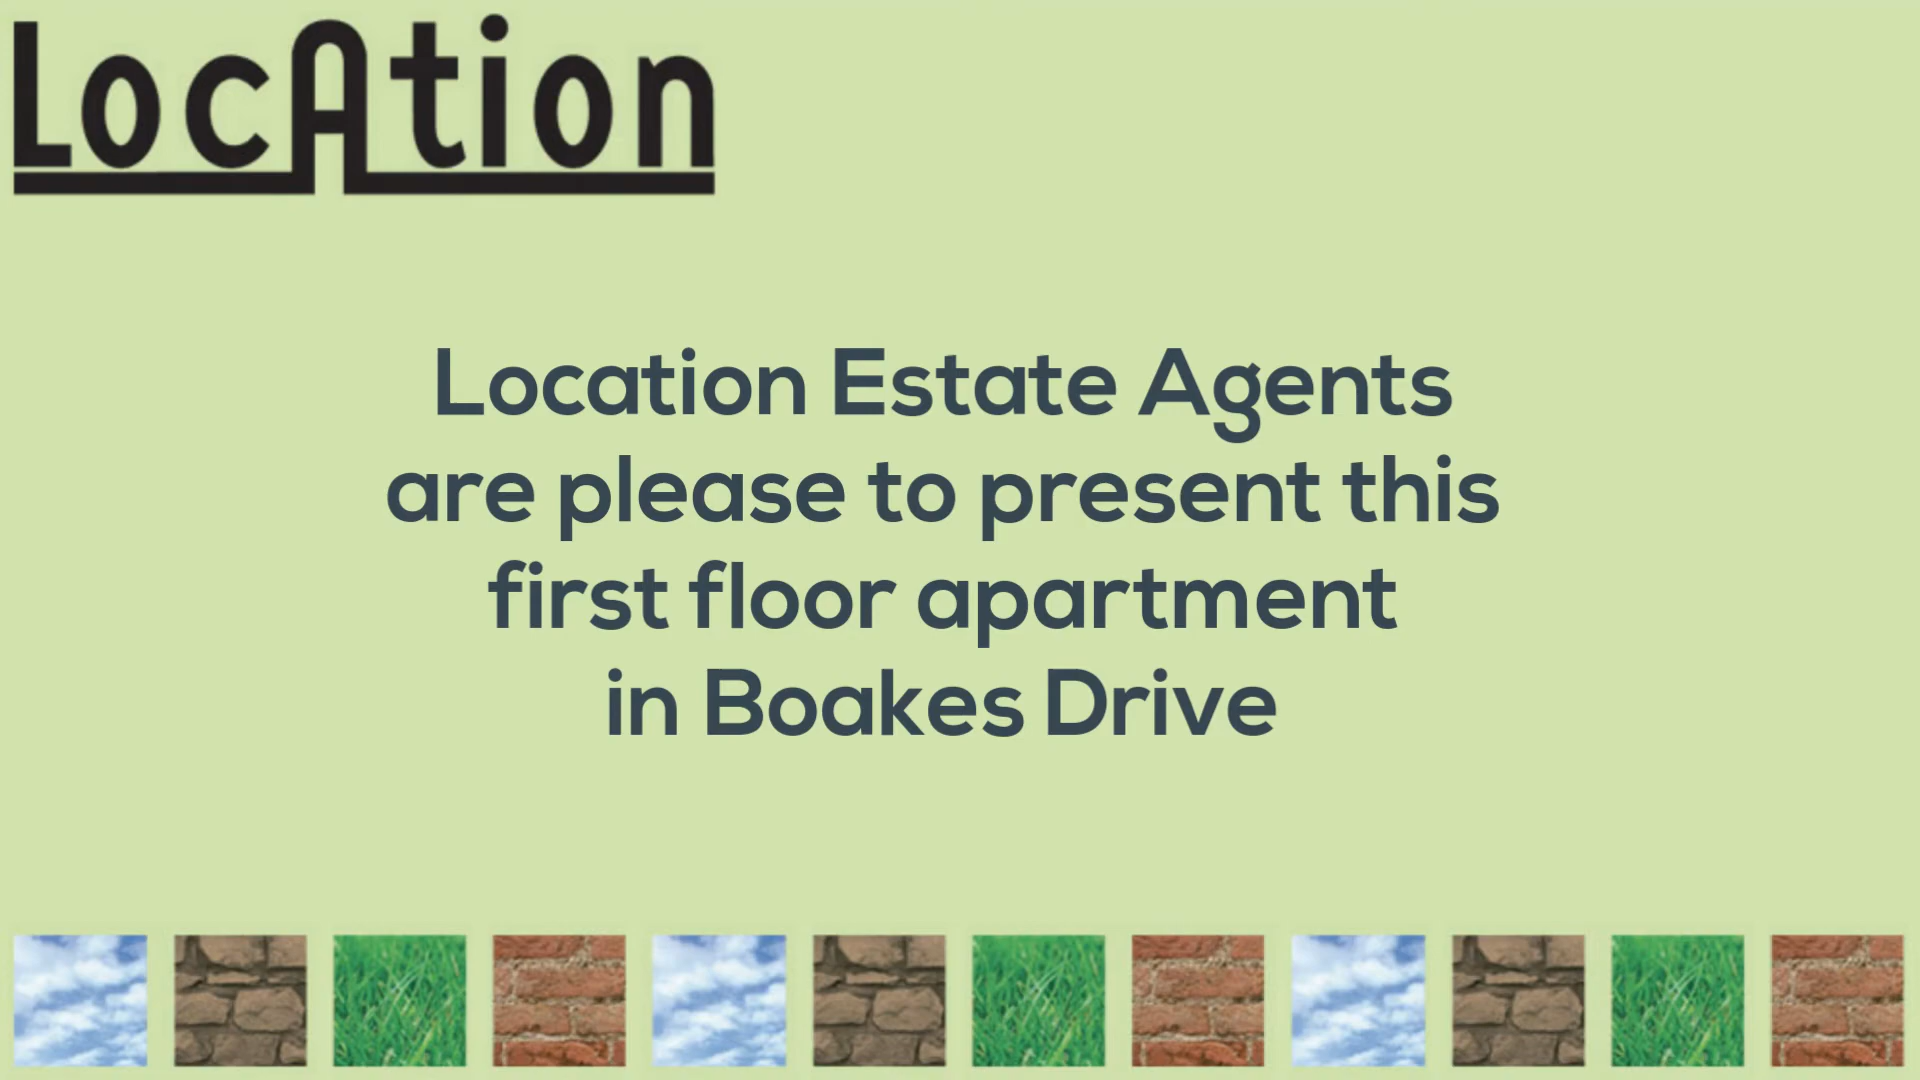 LocAtion
Location Estate Agents
are please to present this
first floor apartment
in Boakes Drive